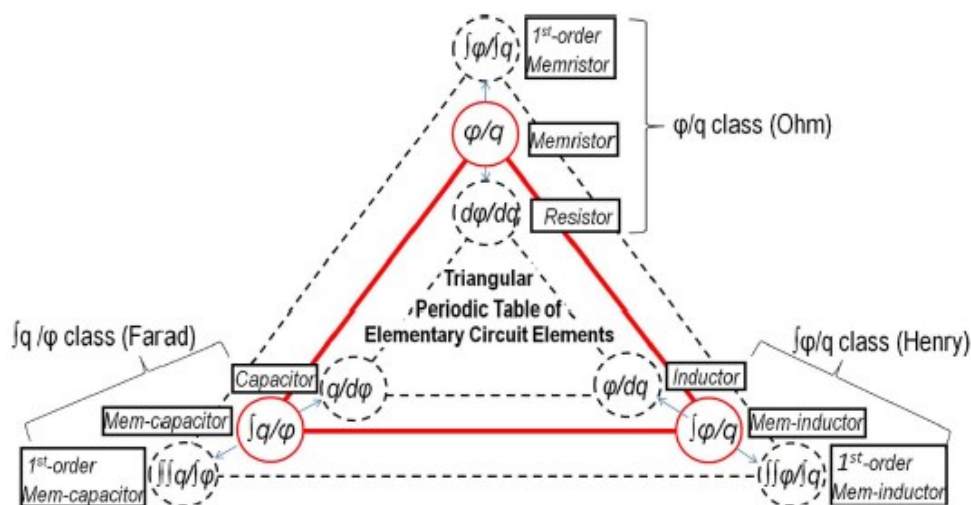 ∫φ/∫q
1st-order
Memristor
φ/q class (Ohm)
φ/q
Memristor
dφ/dq
Resistor
Triangular
Periodic Table of
Elementary Circuit Elements
∫q /φ class (Farad)
∫φ/q class (Henry)
Capacitor
q/dφ
φ/dq
Inductor
Mem-capacitor
∫q/φ
∫φ/q
Mem-inductor
1st-order
Mem-capacitor
∫∫q/∫φ
∫∫φ/∫q
1st-order
Mem-inductor